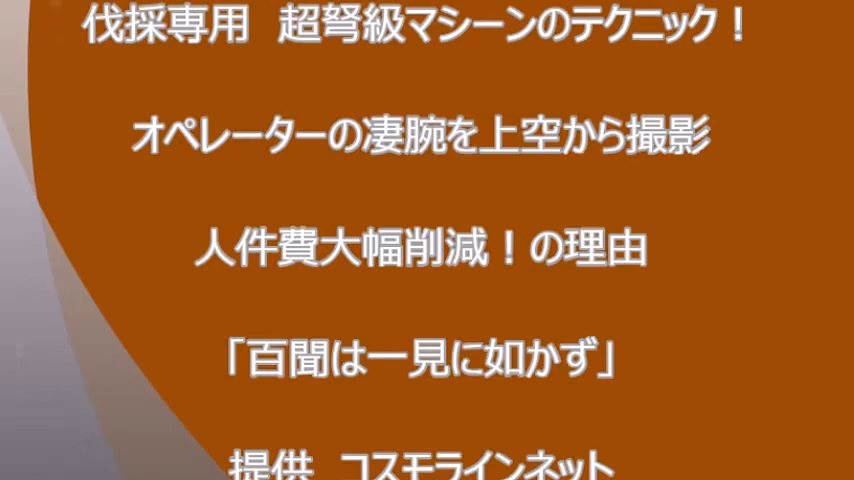 伐採専用　超弩級マシーンのテクニック！
オペレーターの凄腕を上空から撮影
人件費大幅削減！の理由
「百聞は一見に如かず」
提供　コスモラインネット